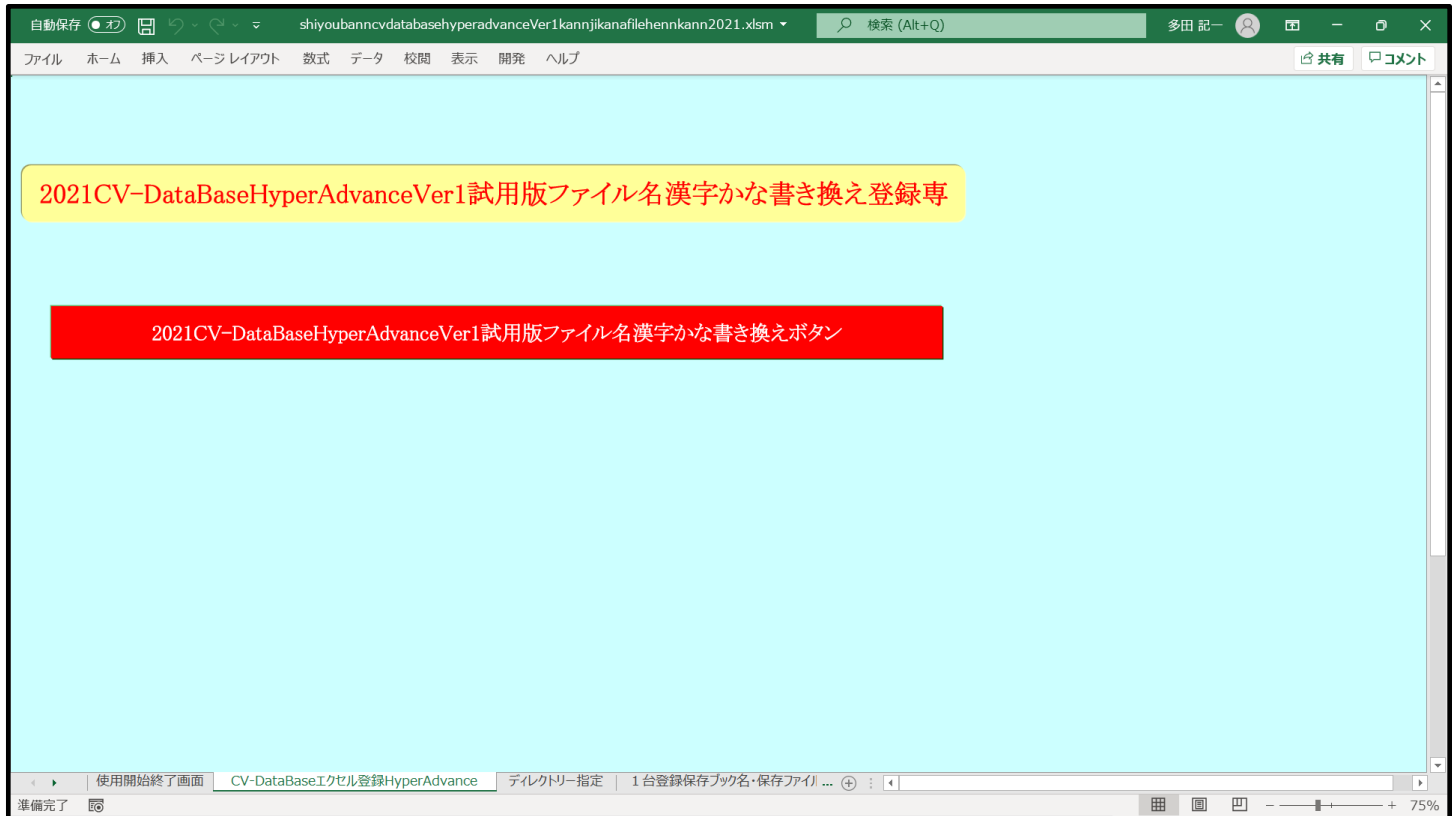 自動保存 オフ shiyoubanncvdatabasehyperadvanceVer1kannjikanafilehennkann2021.xlsm 検索 (Alt+Q) 多田 記一
ファイル ホーム 挿入 ページ レイアウト 数式 データ 校閲 表示 開発 ヘルプ 共有 コメント
2021CV-DataBaseHyperAdvanceVer1試用版ファイル名漢字かな書き換え登録専
2021CV-DataBaseHyperAdvanceVer1試用版ファイル名漢字かな書き換えボタン
使用開始終了画面 CV-DataBaseエクセル登録HyperAdvance ディレクトリー指定 1台登録保存ブック名・保存ファイル ...
準備完了 75%